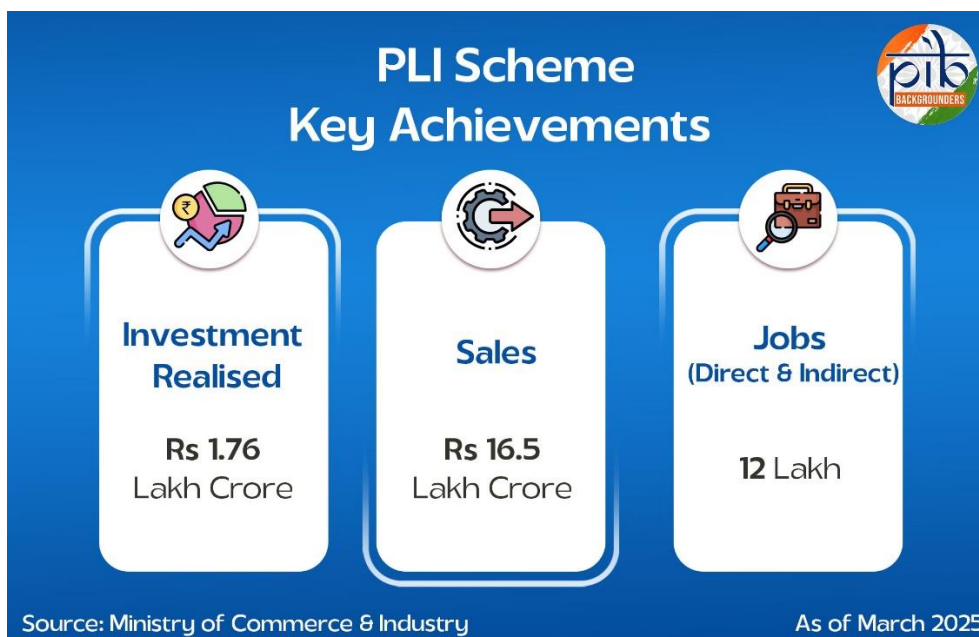 PLI Scheme
Key Achievements
pib
BACKGROUNDERS
₹
Investment
Realised
Rs 1.76
Lakh Crore
Sales
Rs 16.5
Lakh Crore
Jobs
(Direct & Indirect)
12 Lakh
Source: Ministry of Commerce & Industry
As of March 2025